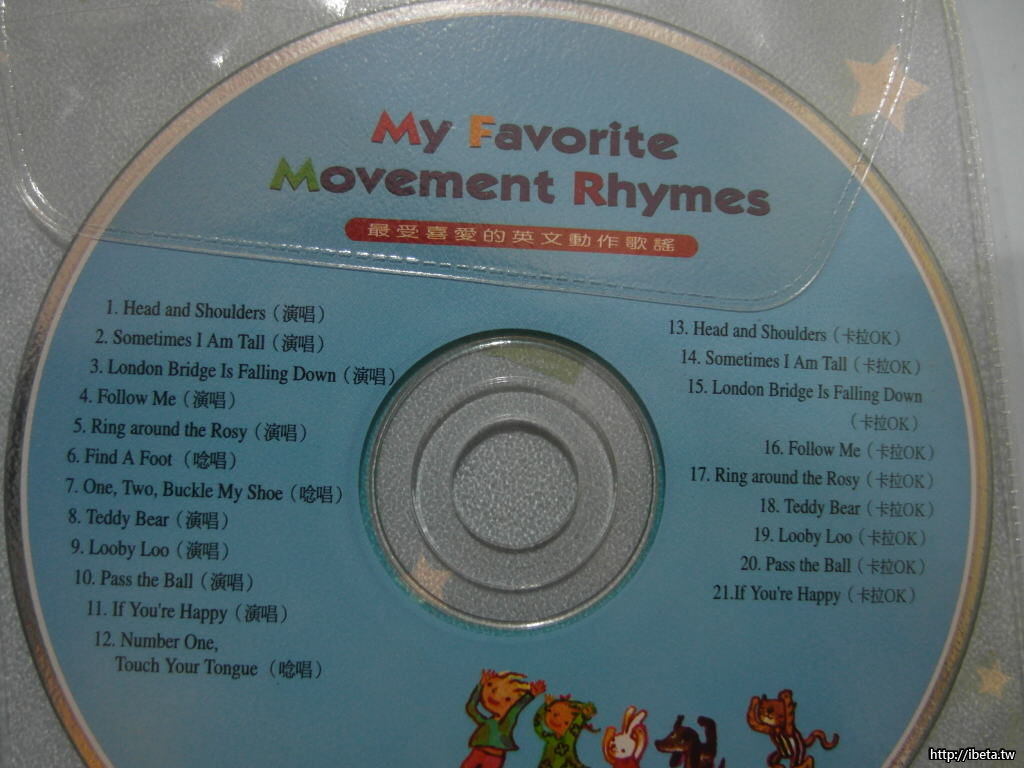 My Favorite
Movement Rhymes
最受喜愛的英文動作歌謠
1. Head and Shoulders（演唱）
2. Sometimes I Am Tall（演唱）
3. London Bridge Is Falling Down（演唱）
4. Follow Me（演唱）
5. Ring around the Rosy（演唱）
6. Find A Foot（唸唱）
7. One, Two, Buckle My Shoe（唸唱）
8. Teddy Bear（演唱）
9. Looby Loo（演唱）
10. Pass the Ball（演唱）
11. If You're Happy（演唱）
12. Number One,
Touch Your Tongue（唸唱）
13. Head and Shoulders（卡拉OK）
14. Sometimes I Am Tall（卡拉OK）
15. London Bridge Is Falling Down
（卡拉OK）
16. Follow Me（卡拉OK）
17. Ring around the Rosy（卡拉OK）
18. Teddy Bear（卡拉OK）
19. Looby Loo（卡拉OK）
20. Pass the Ball（卡拉OK）
21.If You're Happy（卡拉OK）
http://ibeta.tw